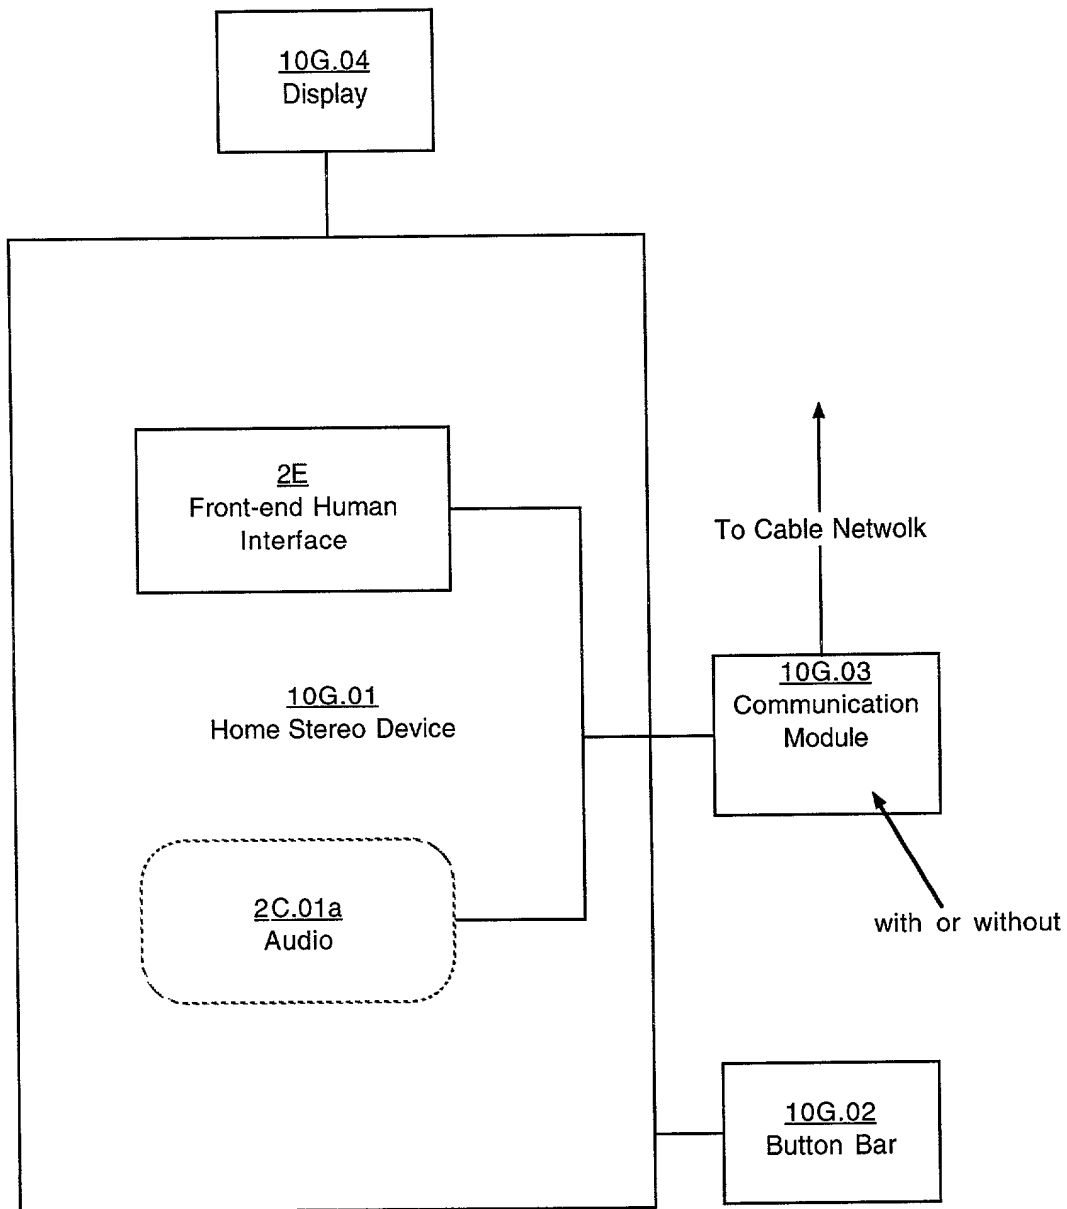 10G.04
Display
2E
Front-end Human
Interface
To Cable Netwolk
10G.01
Home Stereo Device
10G.03
Communication
Module
2C.01a
Audio
with or without
10G.02
Button Bar